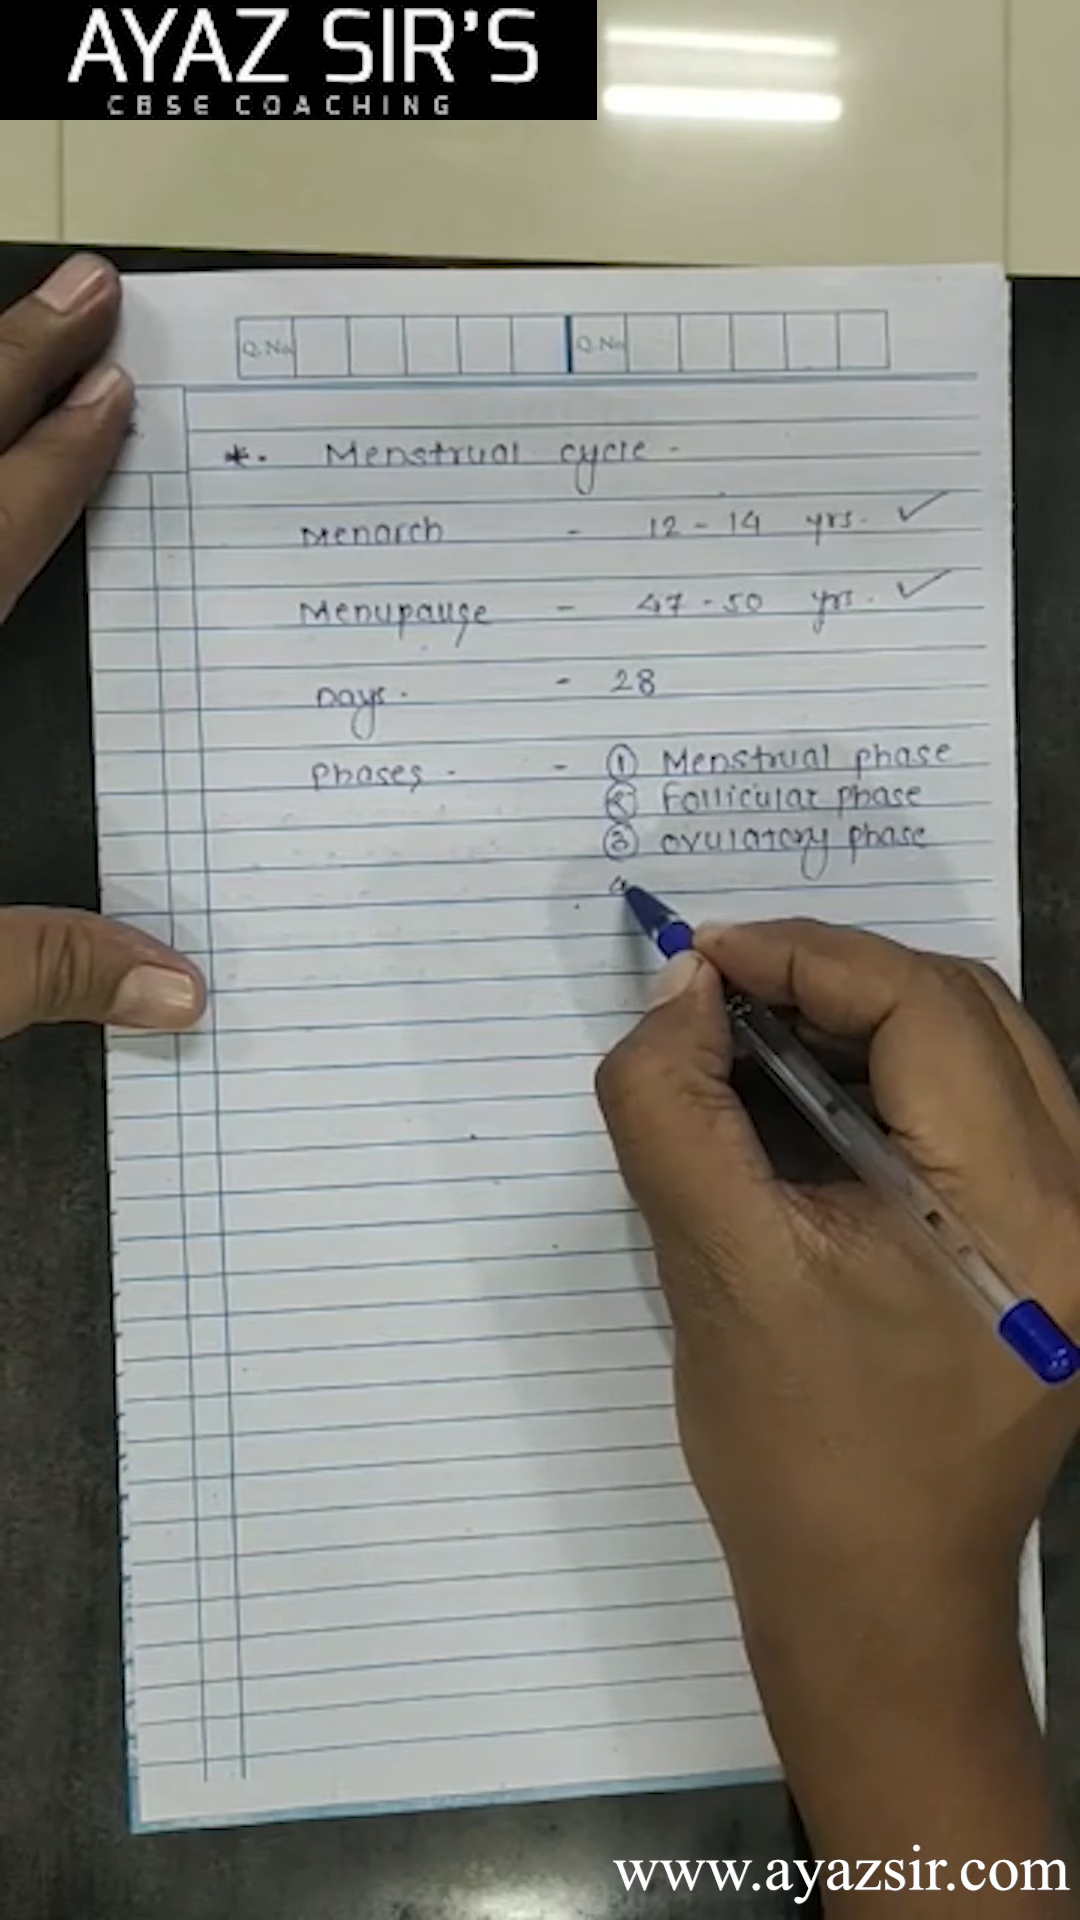 AYAZ SIR'S
CBSE COACHING
Q.No Q.No
*. Menstrual cycle -
Menarch - 12 - 14 yrs. ✓
Menupause - 47 - 50 yrs. ✓
Days. - 28
Phases - - ① Menstrual phase
② Follicular phase
③ Ovulatory phase
www.ayazsir.com